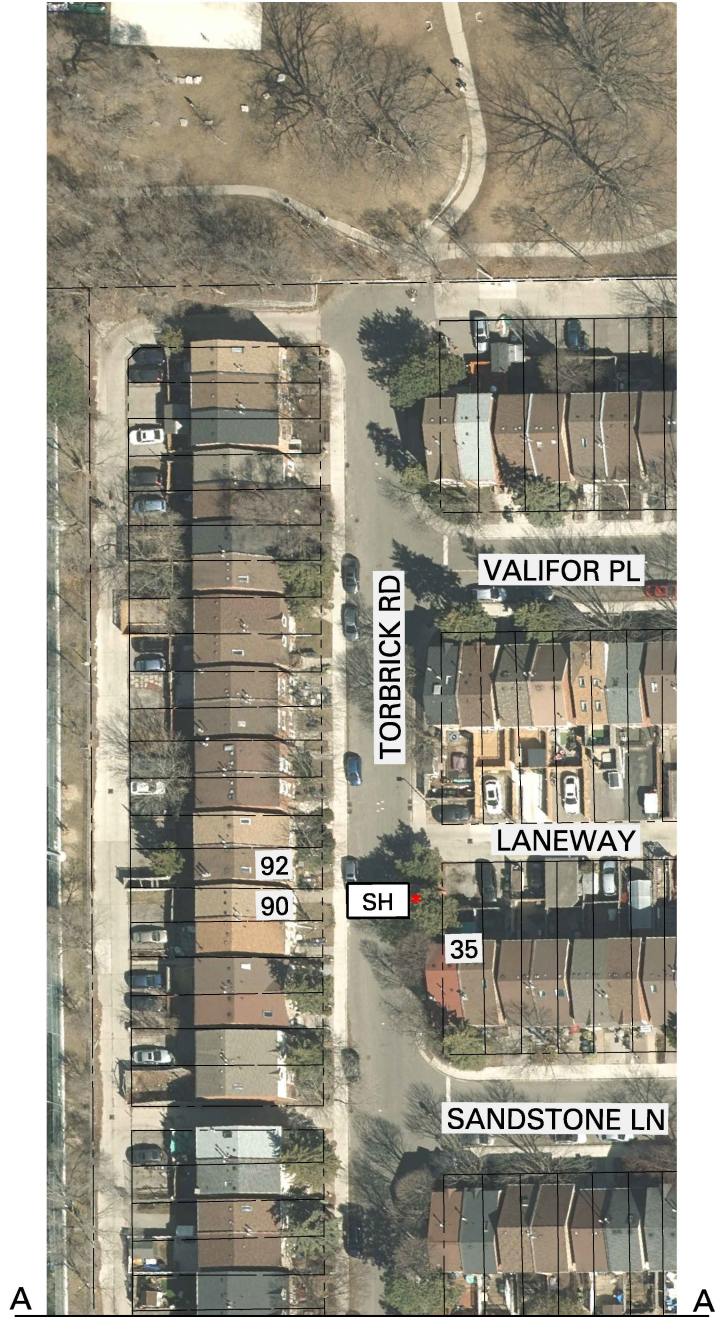 VALIFOR PL
TORBRICK RD
LANEWAY
92
90
SH *
35
SANDSTONE LN
A A